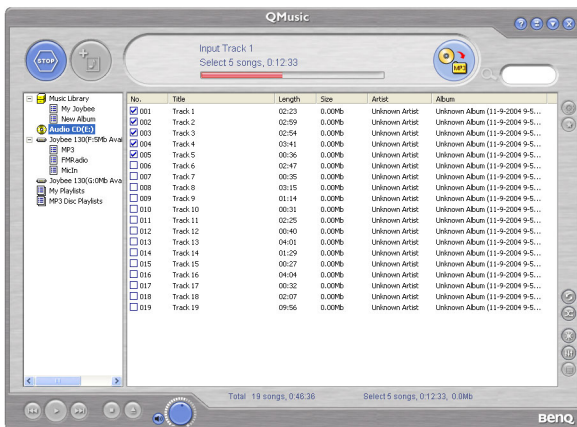 QMusic
STOP
Input Track 1
Select 5 songs, 0:12:33
MP3
Music Library
My Joybee
New Album
Audio CD(E:)
Joybee 130(F:5Mb Avai
MP3
FMRadio
MicIn
Joybee 130(G:0Mb Ava
My Playlists
MP3 Disc Playlists
No. Title Length Size Artist Album
001 Track 1 02:23 0.00Mb Unknown Artist Unknown Album (11-9-2004 9-5...
002 Track 2 02:59 0.00Mb Unknown Artist Unknown Album (11-9-2004 9-5...
003 Track 3 02:54 0.00Mb Unknown Artist Unknown Album (11-9-2004 9-5...
004 Track 4 03:41 0.00Mb Unknown Artist Unknown Album (11-9-2004 9-5...
005 Track 5 00:36 0.00Mb Unknown Artist Unknown Album (11-9-2004 9-5...
006 Track 6 02:47 0.00Mb Unknown Artist Unknown Album (11-9-2004 9-5...
007 Track 7 00:35 0.00Mb Unknown Artist Unknown Album (11-9-2004 9-5...
008 Track 8 03:15 0.00Mb Unknown Artist Unknown Album (11-9-2004 9-5...
009 Track 9 01:14 0.00Mb Unknown Artist Unknown Album (11-9-2004 9-5...
010 Track 10 00:31 0.00Mb Unknown Artist Unknown Album (11-9-2004 9-5...
011 Track 11 02:25 0.00Mb Unknown Artist Unknown Album (11-9-2004 9-5...
012 Track 12 00:40 0.00Mb Unknown Artist Unknown Album (11-9-2004 9-5...
013 Track 13 04:01 0.00Mb Unknown Artist Unknown Album (11-9-2004 9-5...
014 Track 14 01:29 0.00Mb Unknown Artist Unknown Album (11-9-2004 9-5...
015 Track 15 00:27 0.00Mb Unknown Artist Unknown Album (11-9-2004 9-5...
016 Track 16 04:04 0.00Mb Unknown Artist Unknown Album (11-9-2004 9-5...
017 Track 17 00:32 0.00Mb Unknown Artist Unknown Album (11-9-2004 9-5...
018 Track 18 02:07 0.00Mb Unknown Artist Unknown Album (11-9-2004 9-5...
019 Track 19 09:56 0.00Mb Unknown Artist Unknown Album (11-9-2004 9-5...
Total 19 songs, 0:46:36
Select 5 songs, 0:12:33, 0.0Mb
BenQ